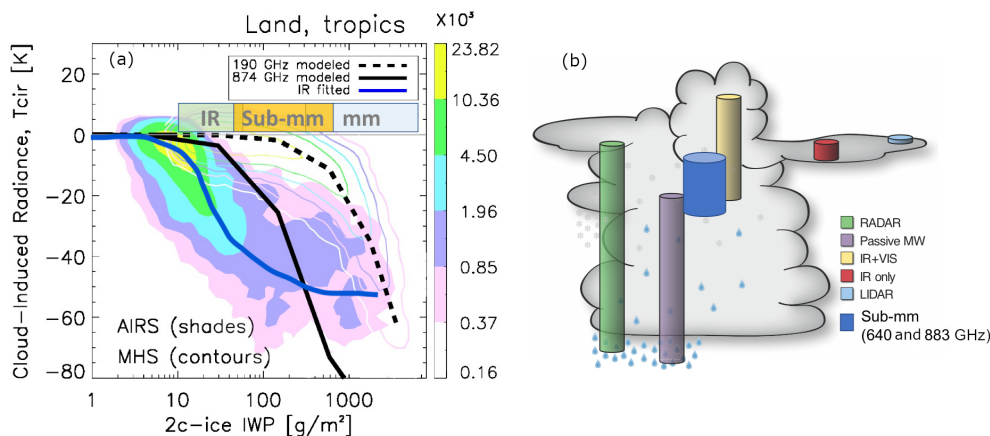 Land, tropics
X10³
(a)
190 GHz modeled
874 GHz modeled
IR fitted
IR Sub-mm mm
Cloud-Induced Radiance, Tcir [K]
20
0
-20
-40
-60
-80
AIRS (shades)
MHS (contours)
1 10 100 1000
2c-ice IWP [g/m²]
23.82
10.36
4.50
1.96
0.85
0.37
0.16
(b)
RADAR
Passive MW
IR+VIS
IR only
LIDAR
Sub-mm
(640 and 883 GHz)